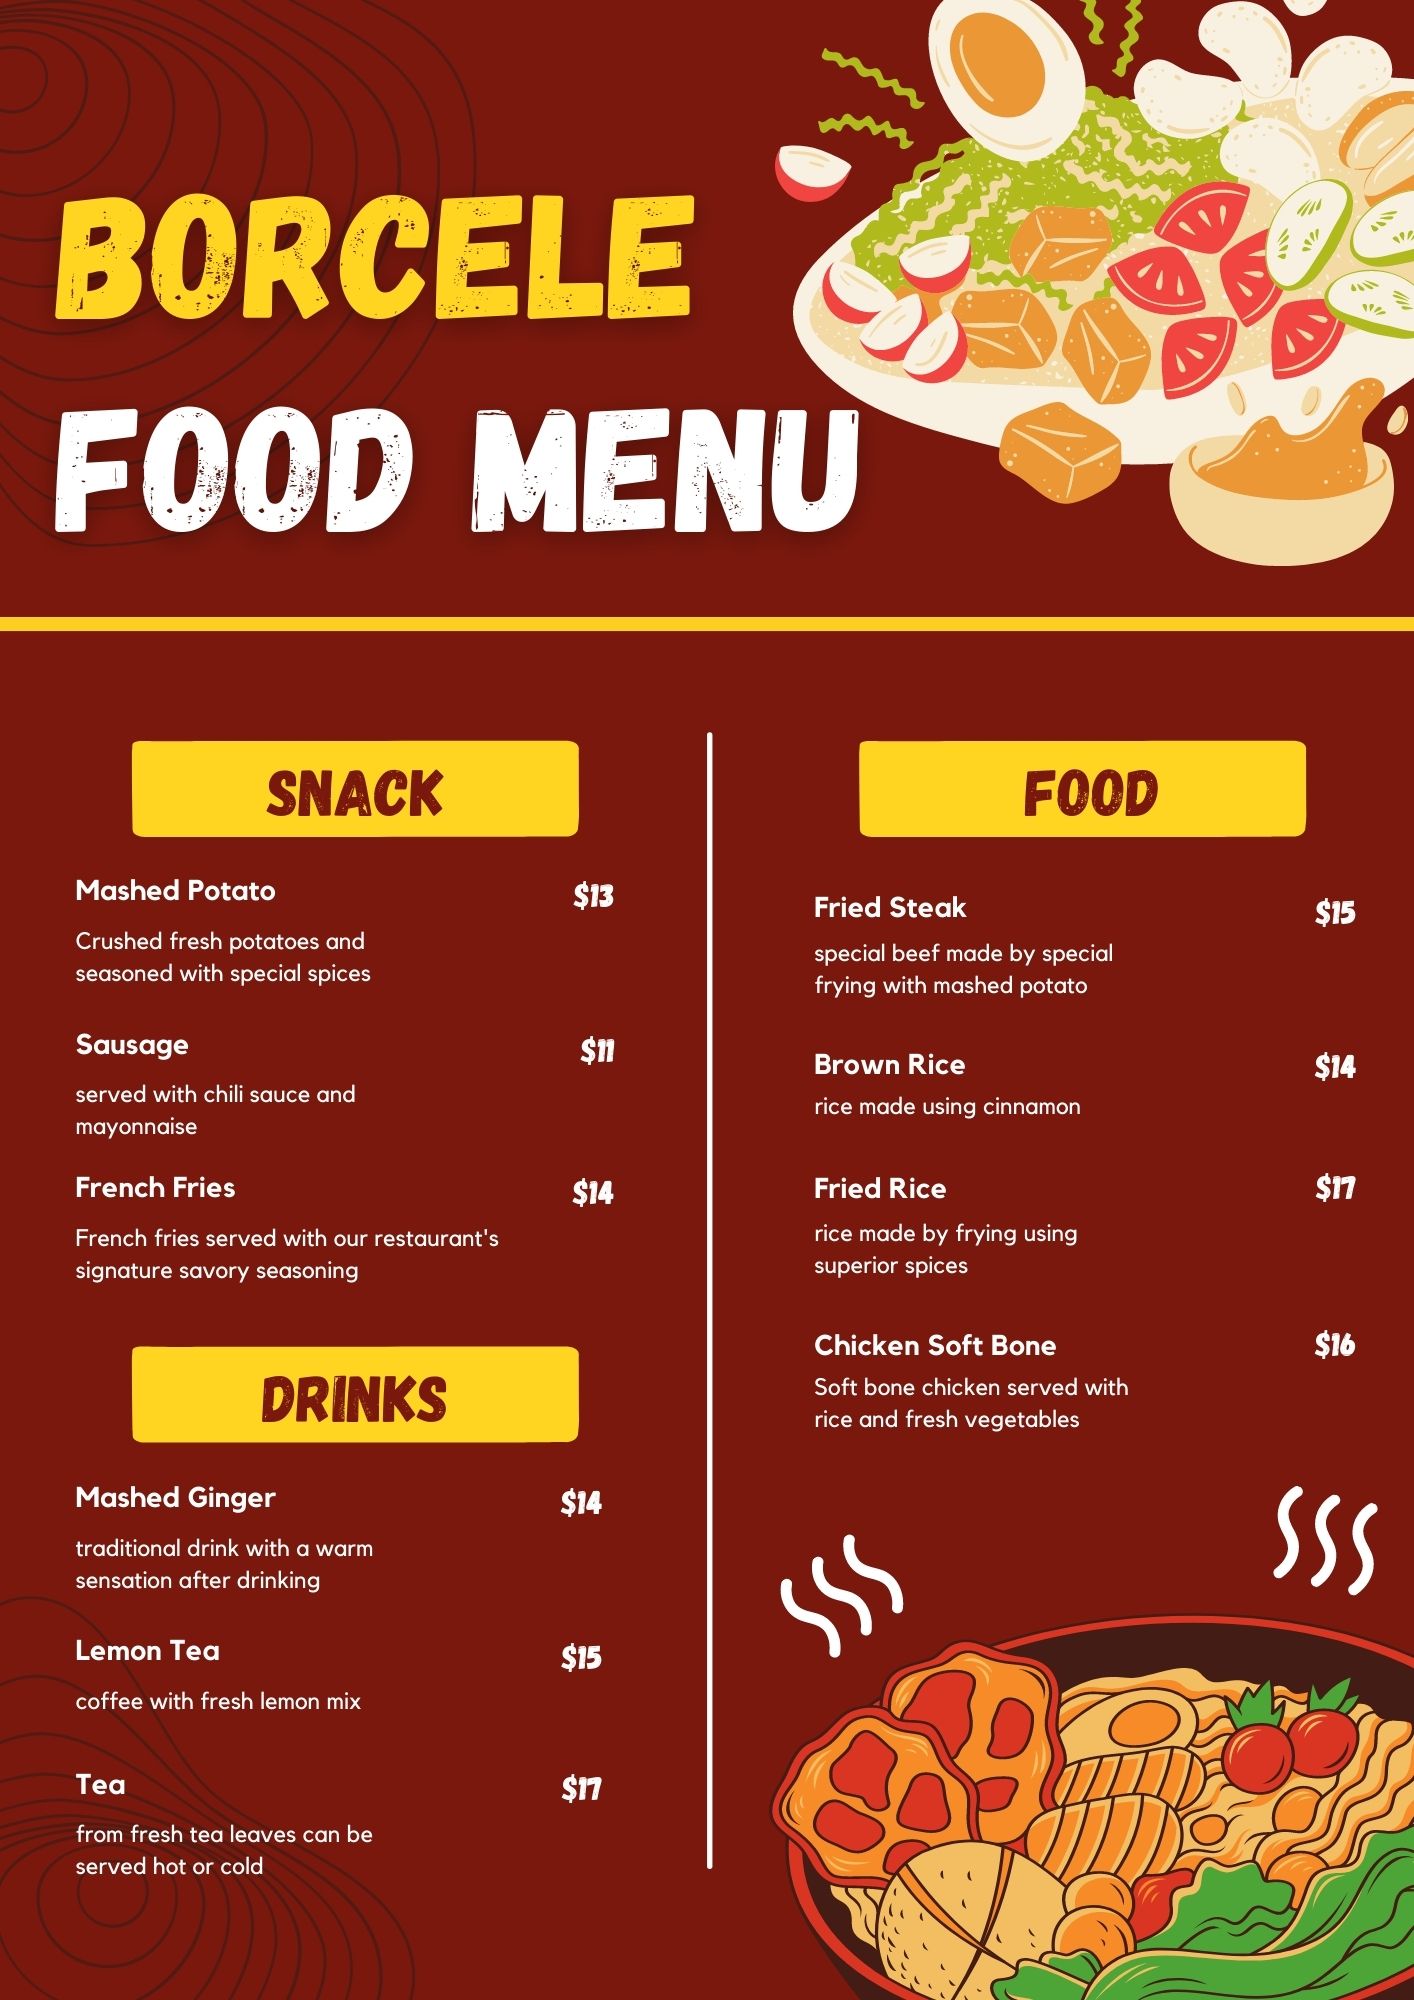 BORCELE
FOOD MENU
SNACK
Mashed Potato $13
Crushed fresh potatoes and
seasoned with special spices
Sausage $11
served with chili sauce and
mayonnaise
French Fries $14
French fries served with our restaurant's
signature savory seasoning
DRINKS
Mashed Ginger $14
traditional drink with a warm
sensation after drinking
Lemon Tea $15
coffee with fresh lemon mix
Tea $17
from fresh tea leaves can be
served hot or cold
FOOD
Fried Steak $15
special beef made by special
frying with mashed potato
Brown Rice $14
rice made using cinnamon
Fried Rice $17
rice made by frying using
superior spices
Chicken Soft Bone $16
Soft bone chicken served with
rice and fresh vegetables